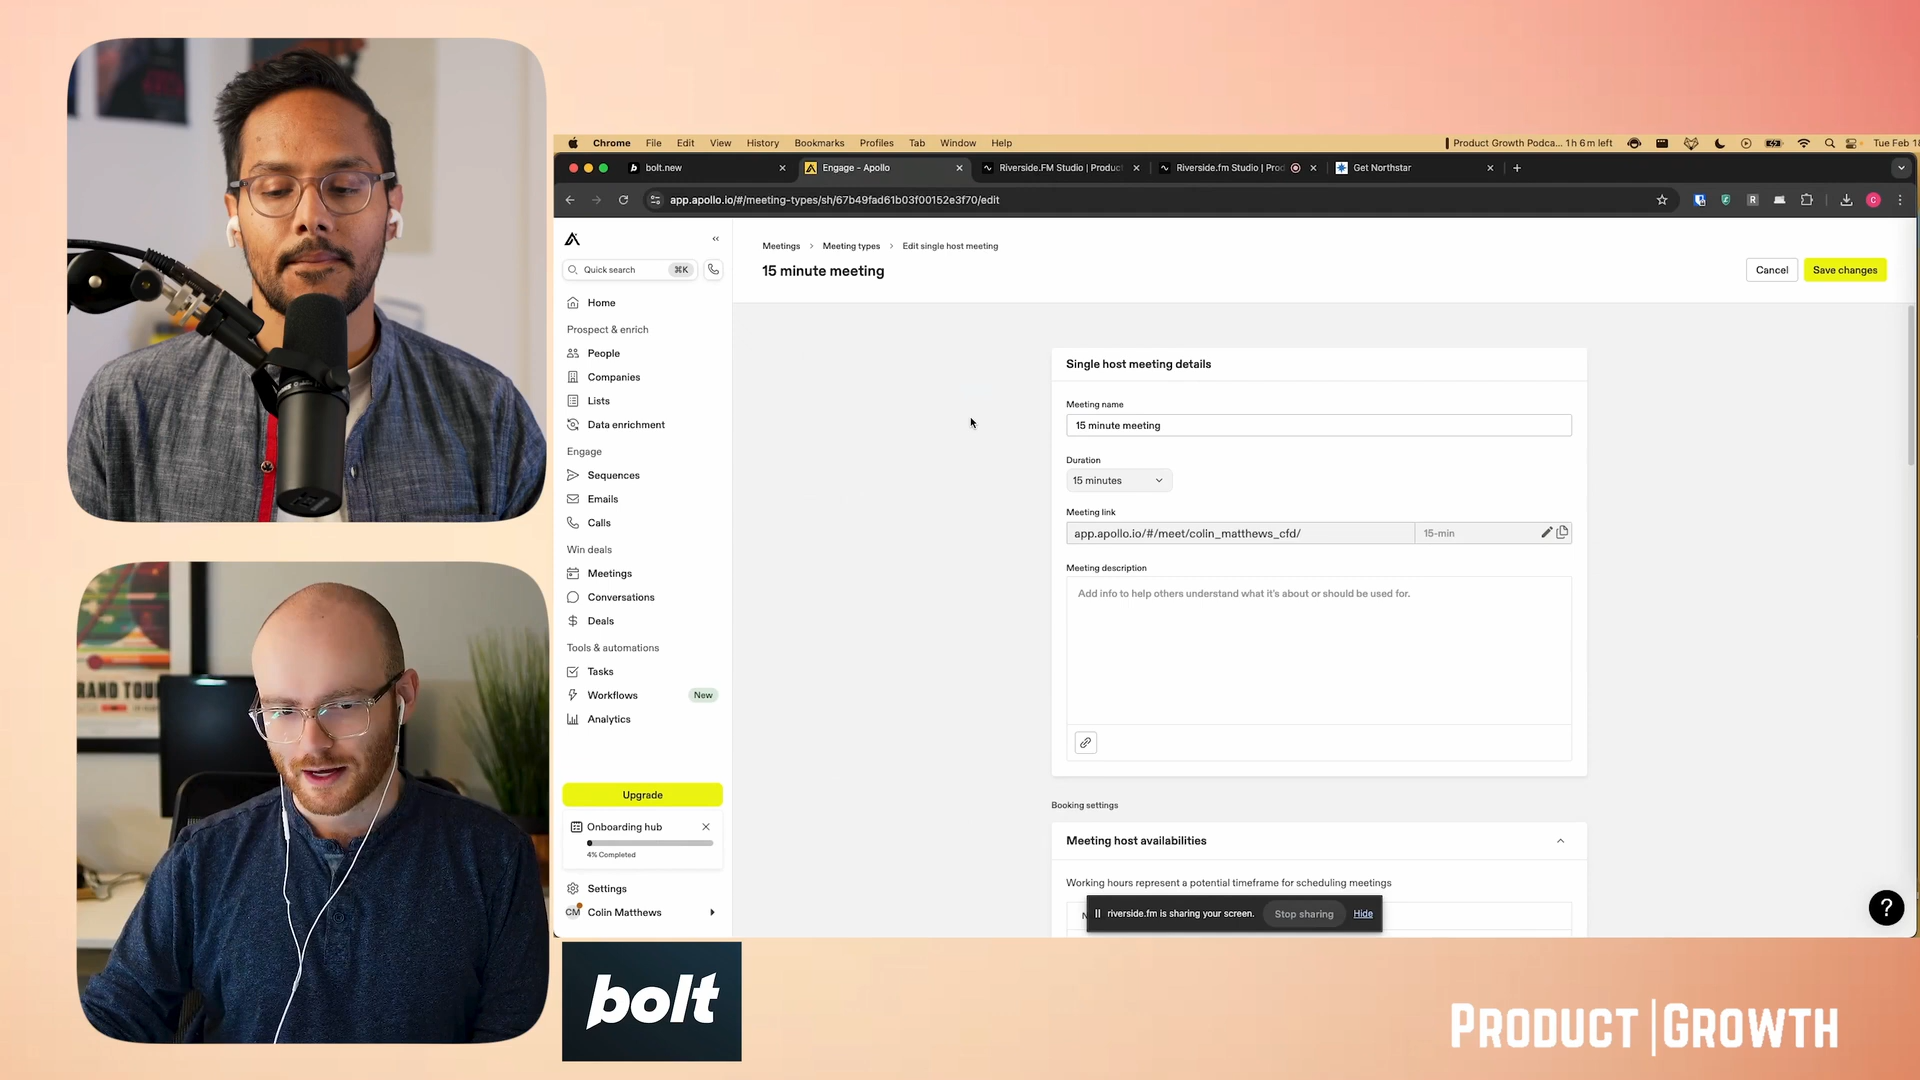 Chrome File Edit View History Bookmarks Profiles Tab Window Help
Product Growth Podca... 1h 6m left
Tue Feb 18
bolt.new
Engage - Apollo
Riverside.FM Studio | Product
Riverside.fm Studio | Prod
Get Northstar
app.apollo.io/#/meeting-types/sh/67b49fad61b03f00152e3f70/edit
Quick search ⌘K
Home
Prospect & enrich
People
Companies
Lists
Data enrichment
Engage
Sequences
Emails
Calls
Win deals
Meetings
Conversations
Deals
Tools & automations
Tasks
Workflows New
Analytics
Upgrade
Onboarding hub
4% Completed
Settings
CM Colin Matthews
Meetings > Meeting types > Edit single host meeting
15 minute meeting
Cancel
Save changes
Single host meeting details
Meeting name
15 minute meeting
Duration
15 minutes
Meeting link
app.apollo.io/#/meet/colin_matthews_cfd/ 15-min
Meeting description
Add info to help others understand what it's about or should be used for.
Booking settings
Meeting host availabilities
Working hours represent a potential timeframe for scheduling meetings
riverside.fm is sharing your screen. Stop sharing Hide
?
GRAND TOU
bolt
PRODUCT | GROWTH